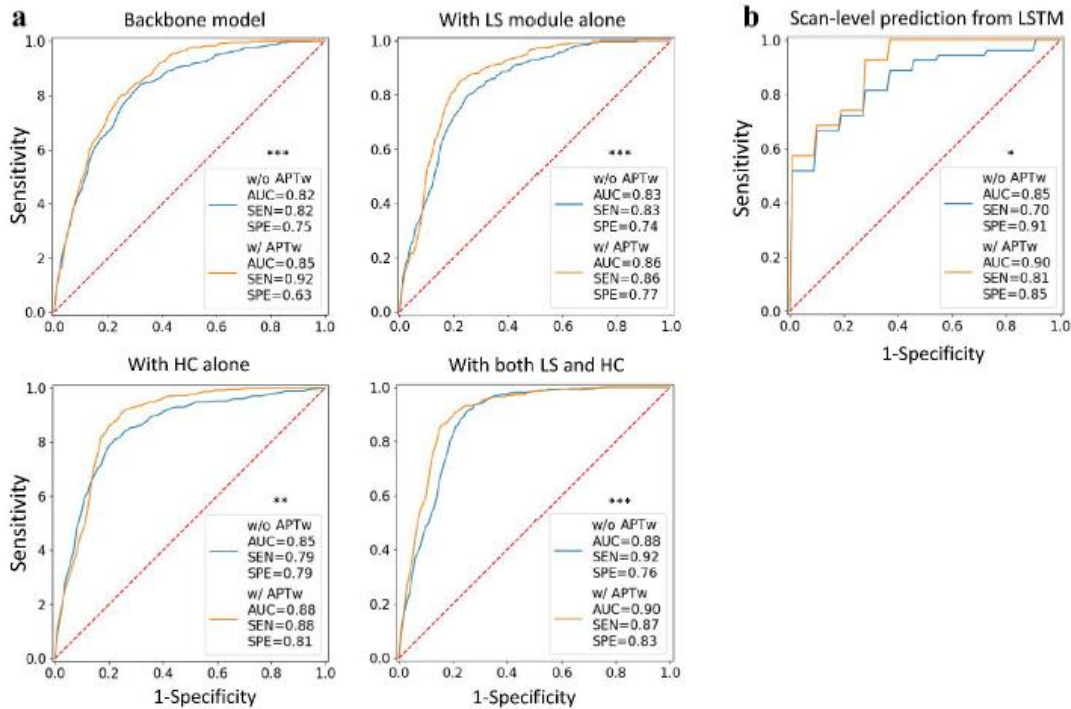 a
Backbone model
1.0
8
6
4
2
0.0
Sensitivity
0.0 0.2 0.4 0.6 0.8 1.0
***
w/o APTw
AUC=0.82
SEN=0.82
SPE=0.75
w/ APTw
AUC=0.85
SEN=0.92
SPE=0.63
With LS module alone
1.0
0.8
0.6
0.4
0.2
0.0
0.0 0.2 0.4 0.6 0.8 1.0
***
w/o APTw
AUC=0.83
SEN=0.83
SPE=0.74
w/ APTw
AUC=0.86
SEN=0.86
SPE=0.77
b
Scan-level prediction from LSTM
1.0
0.8
0.6
0.4
0.2
0.0
Sensitivity
0.0 0.2 0.4 0.6 0.8 1.0
1-Specificity
*
w/o APTw
AUC=0.85
SEN=0.70
SPE=0.91
w/ APTw
AUC=0.90
SEN=0.81
SPE=0.85
With HC alone
1.0
8
6
4
2
0.0
Sensitivity
0.0 0.2 0.4 0.6 0.8 1.0
1-Specificity
**
w/o APTw
AUC=0.85
SEN=0.79
SPE=0.79
w/ APTw
AUC=0.88
SEN=0.88
SPE=0.81
With both LS and HC
1.0
0.8
0.6
0.4
0.2
0.0
0.0 0.2 0.4 0.6 0.8 1.0
1-Specificity
***
w/o APTw
AUC=0.88
SEN=0.92
SPE=0.76
w/ APTw
AUC=0.90
SEN=0.87
SPE=0.83